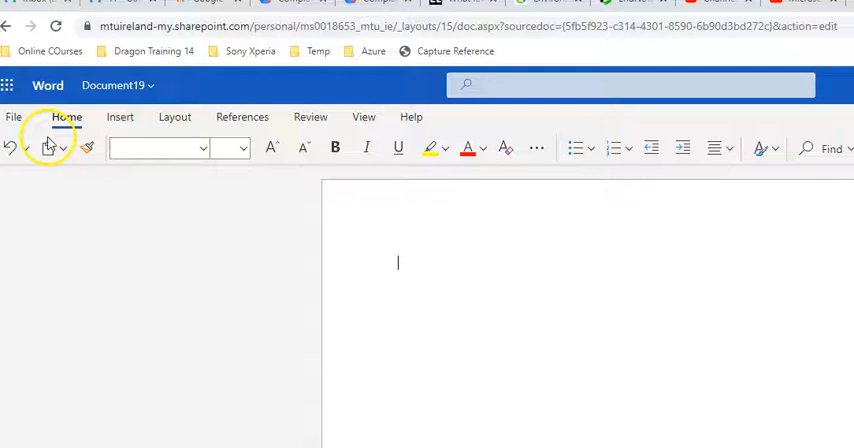 mtuireland-my.sharepoint.com/personal/ms0018653_mtu_ie/_layouts/15/doc.aspx?sourcedoc={5fb5f923-c314-4301-8590-6b90d3bd272c}&action=edit
Online COurses Dragon Training 14 Sony Xperia Temp Azure Capture Reference
Word Document19
File Home Insert Layout References Review View Help
A A B I U A A Find